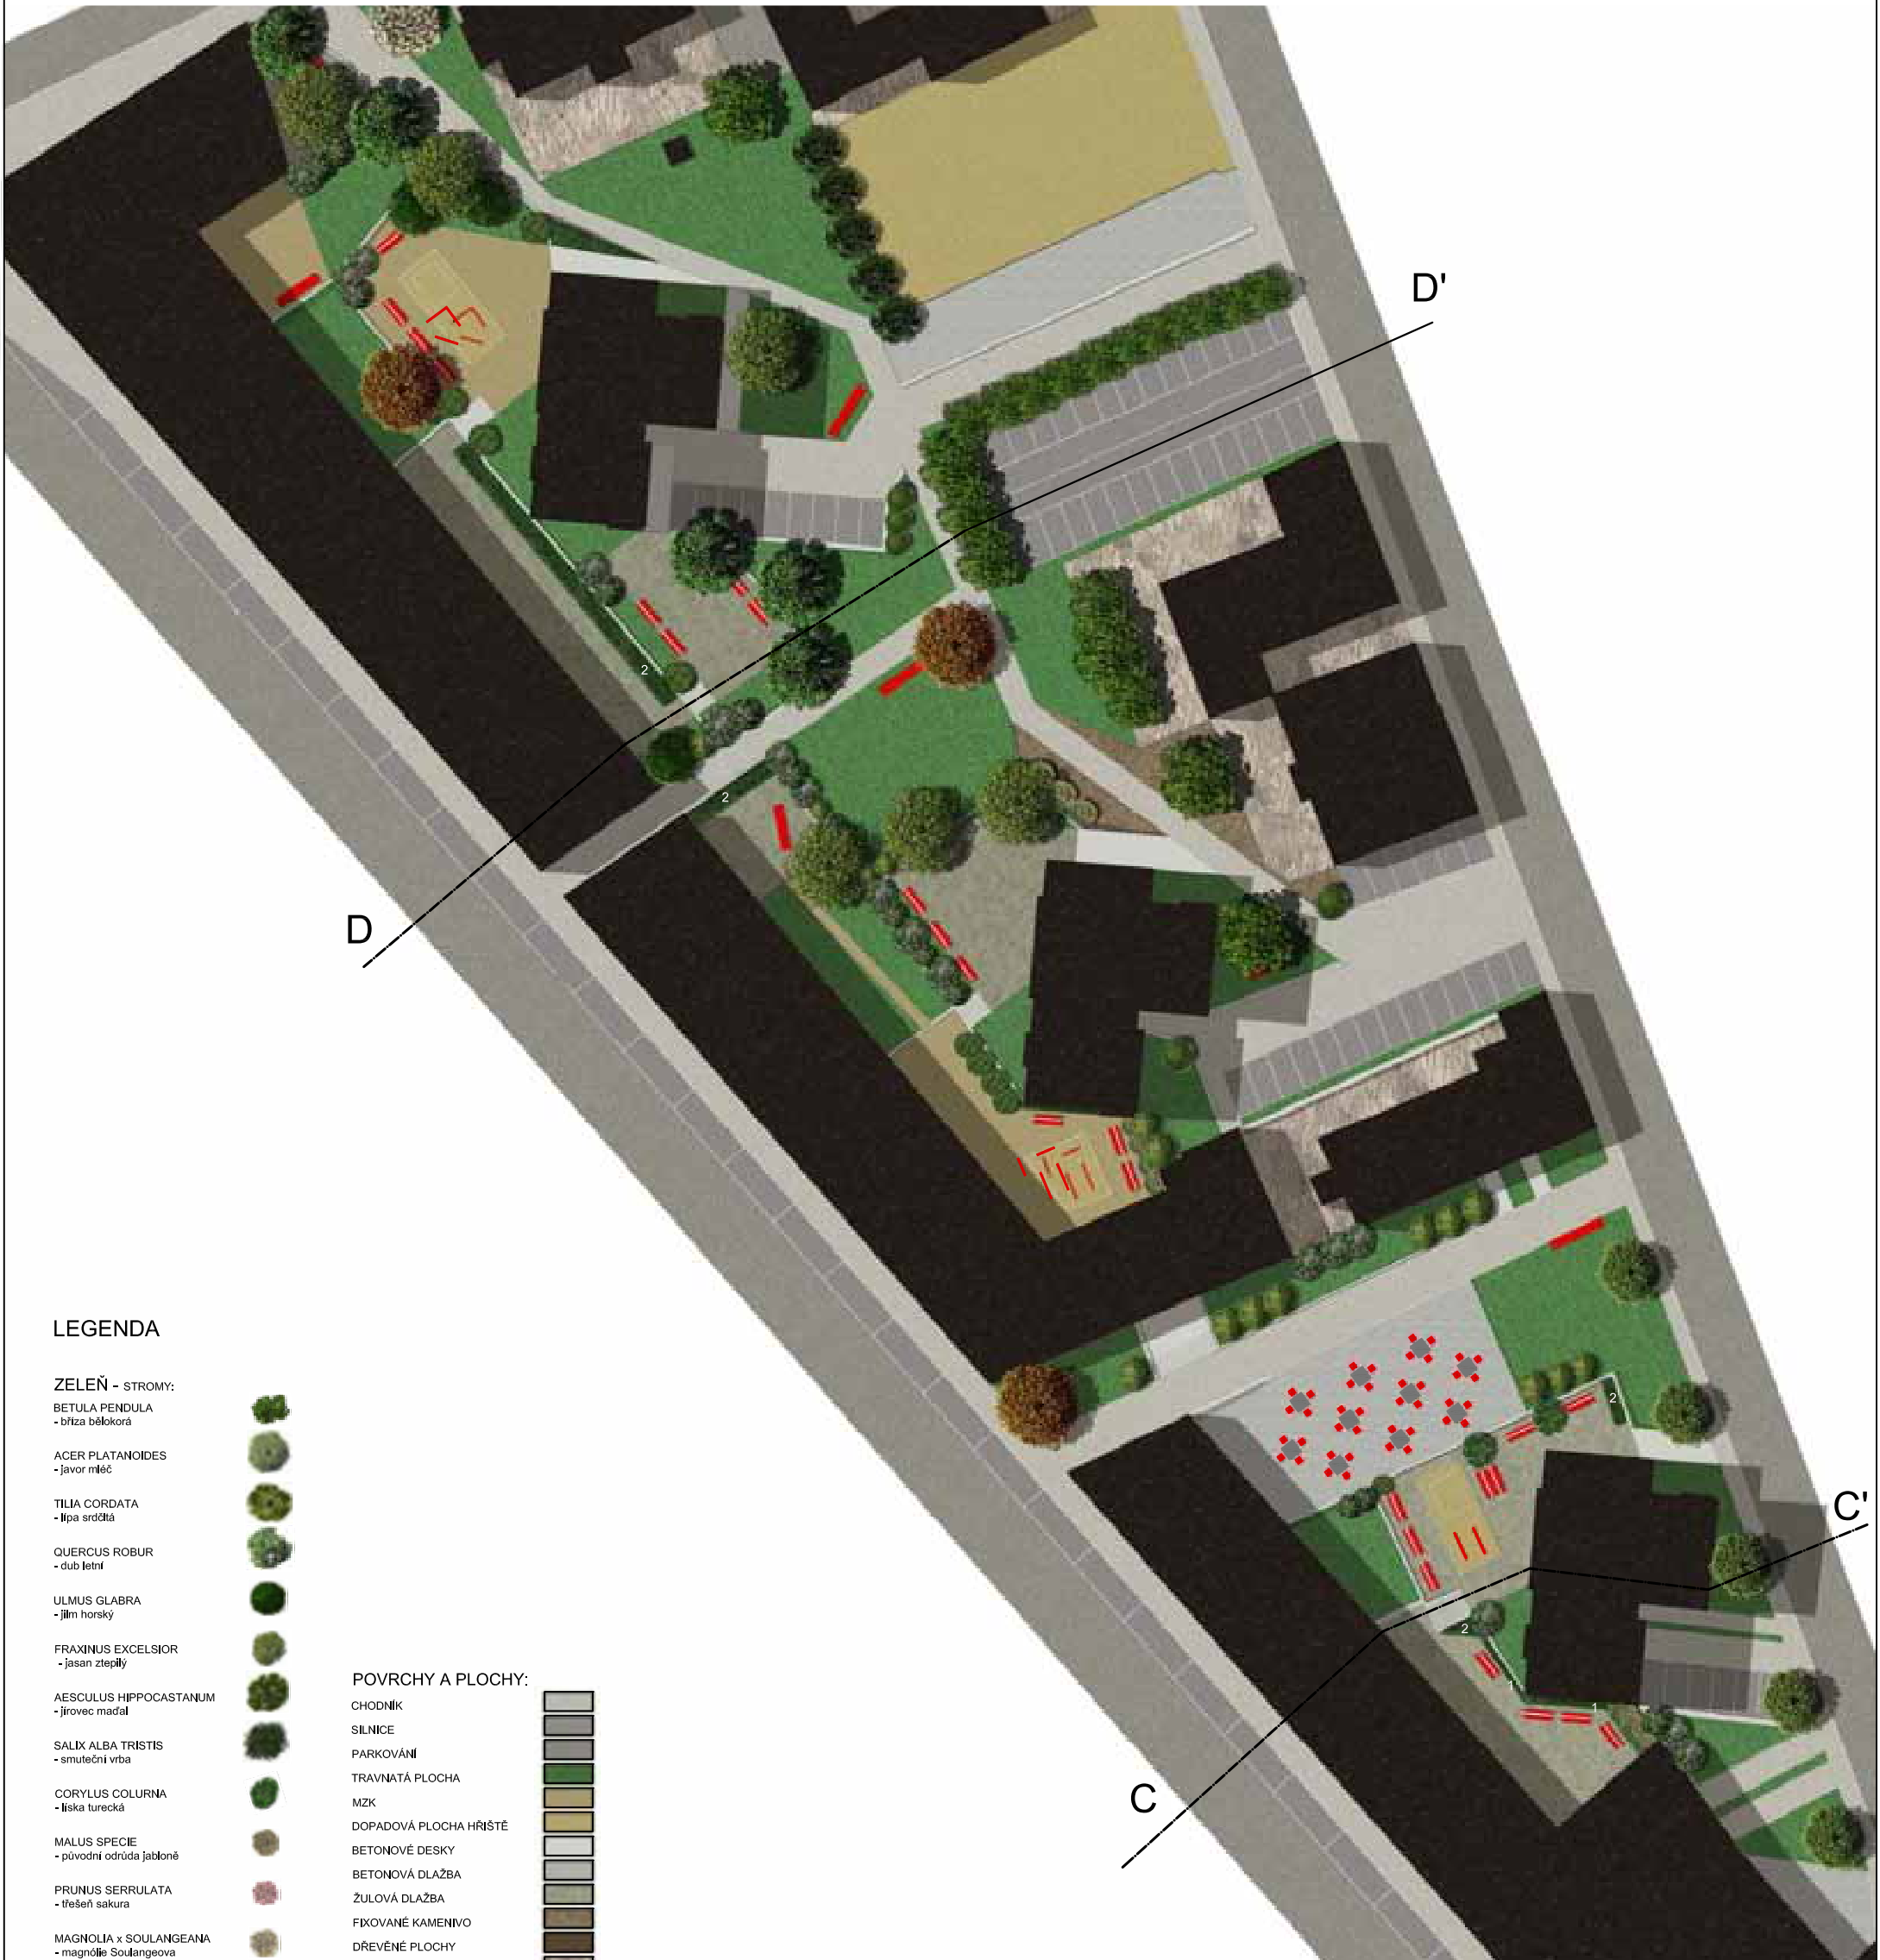 D'
2
2
D
2
C'
2
1
1
C
LEGENDA
ZELEŇ - STROMY:
BETULA PENDULA
- bříza bělokorá
ACER PLATANOIDES
- javor mléč
TILIA CORDATA
- lípa srdčitá
QUERCUS ROBUR
- dub letní
ULMUS GLABRA
- jilm horský
FRAXINUS EXCELSIOR
- jasan ztepilý
AESCULUS HIPPOCASTANUM
- jírovec maďal
SALIX ALBA TRISTIS
- smuteční vrba
CORYLUS COLURNA
- líska turecká
MALUS SPECIE
- původní odrůda jabloně
PRUNUS SERRULATA
- třešeň sakura
MAGNOLIA x SOULANGEANA
- magnólie Soulangeova
POVRCHY A PLOCHY:
CHODNÍK
SILNICE
PARKOVÁNÍ
TRAVNATÁ PLOCHA
MZK
DOPADOVÁ PLOCHA HŘIŠTĚ
BETONOVÉ DESKY
BETONOVÁ DLAŽBA
ŽULOVÁ DLAŽBA
FIXOVANÉ KAMENIVO
DŘEVĚNÉ PLOCHY